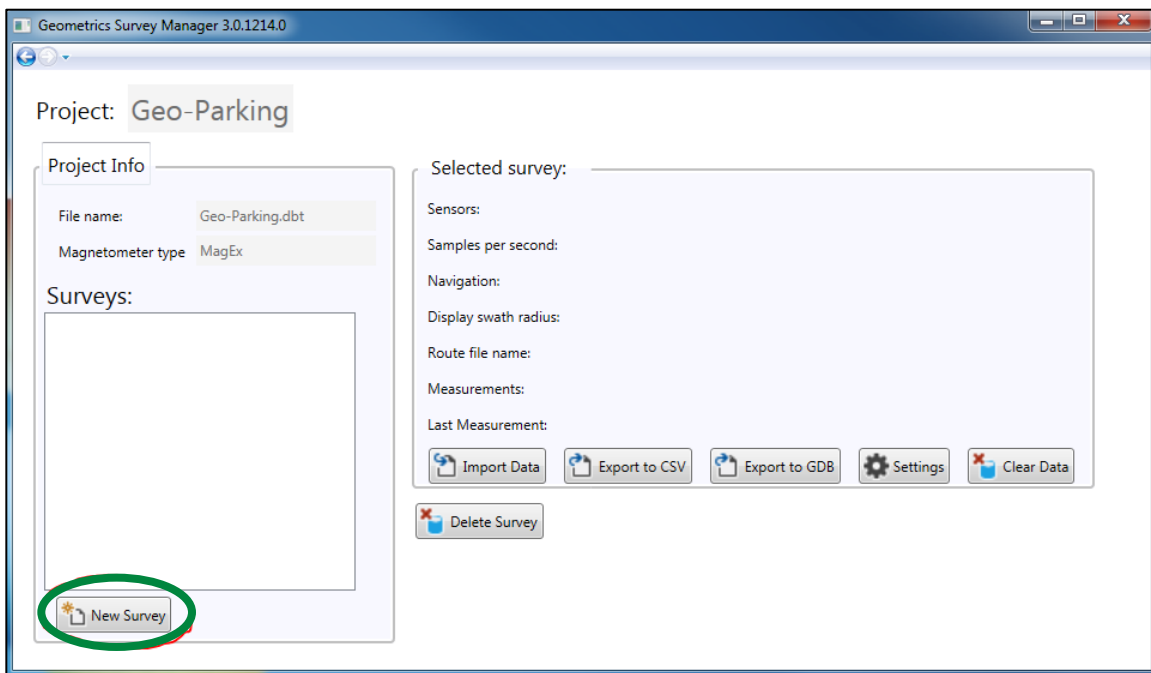 Geometrics Survey Manager 3.0.1214.0
Project: Geo-Parking
Project Info
File name: Geo-Parking.dbt
Magnetometer type MagEx
Surveys:
New Survey
Selected survey:
Sensors:
Samples per second:
Navigation:
Display swath radius:
Route file name:
Measurements:
Last Measurement:
Import Data Export to CSV Export to GDB Settings Clear Data
Delete Survey